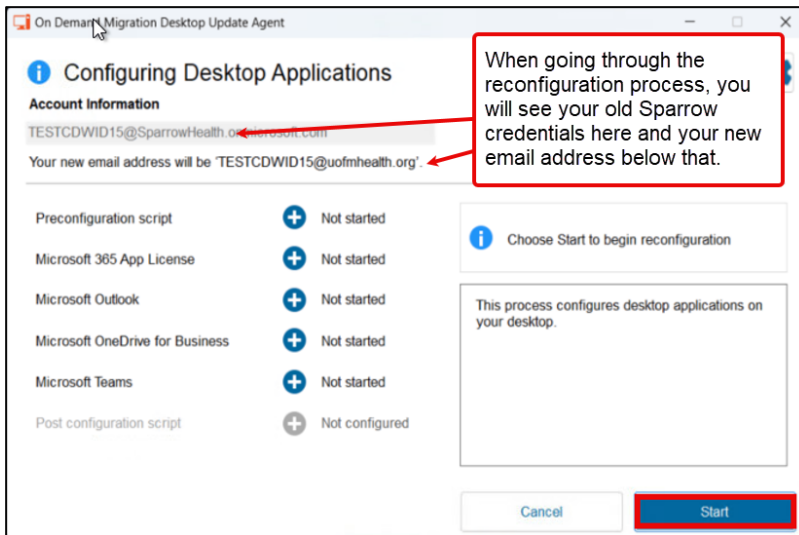 On Demand Migration Desktop Update Agent
Configuring Desktop Applications
Account Information
TESTCDWID15@SparrowHealth.onmicrosoft.com
Your new email address will be 'TESTCDWID15@uofmhealth.org'.
When going through the
reconfiguration process, you
will see your old Sparrow
credentials here and your new
email address below that.
Preconfiguration script Not started
Microsoft 365 App License Not started
Microsoft Outlook Not started
Microsoft OneDrive for Business Not started
Microsoft Teams Not started
Post configuration script Not configured
Choose Start to begin reconfiguration
This process configures desktop applications on
your desktop.
Cancel Start